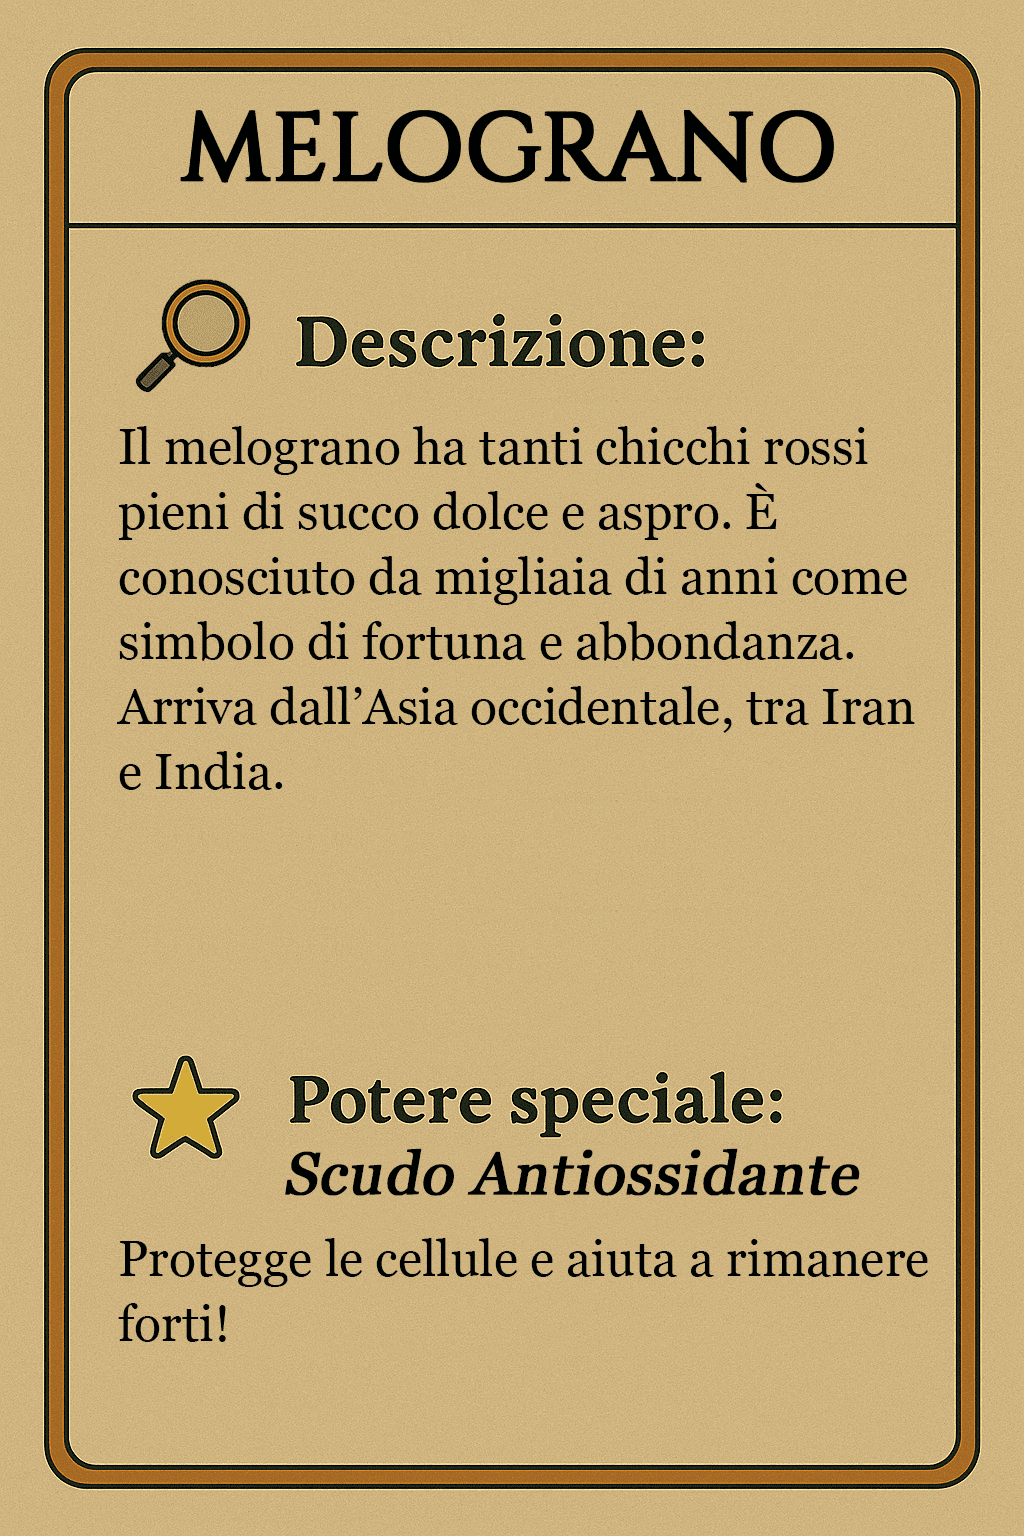 MELOGRANO
Descrizione:
Il melograno ha tanti chicchi rossi
pieni di succo dolce e aspro. È
conosciuto da migliaia di anni come
simbolo di fortuna e abbondanza.
Arriva dall’Asia occidentale, tra Iran
e India.
Potere speciale:
Scudo Antiossidante
Protegge le cellule e aiuta a rimanere
forti!